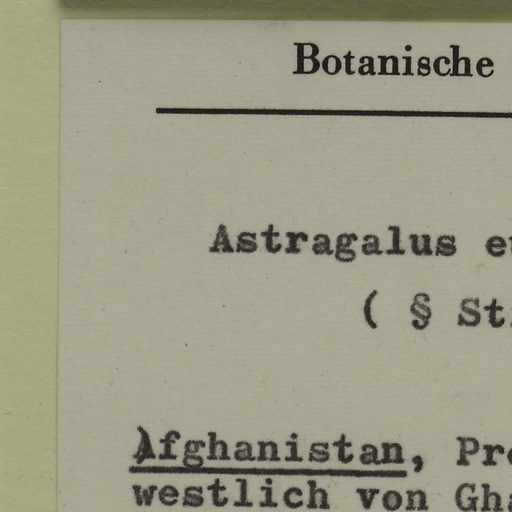 Botanische
Astragalus
( §
Afghanistan,
westlich von